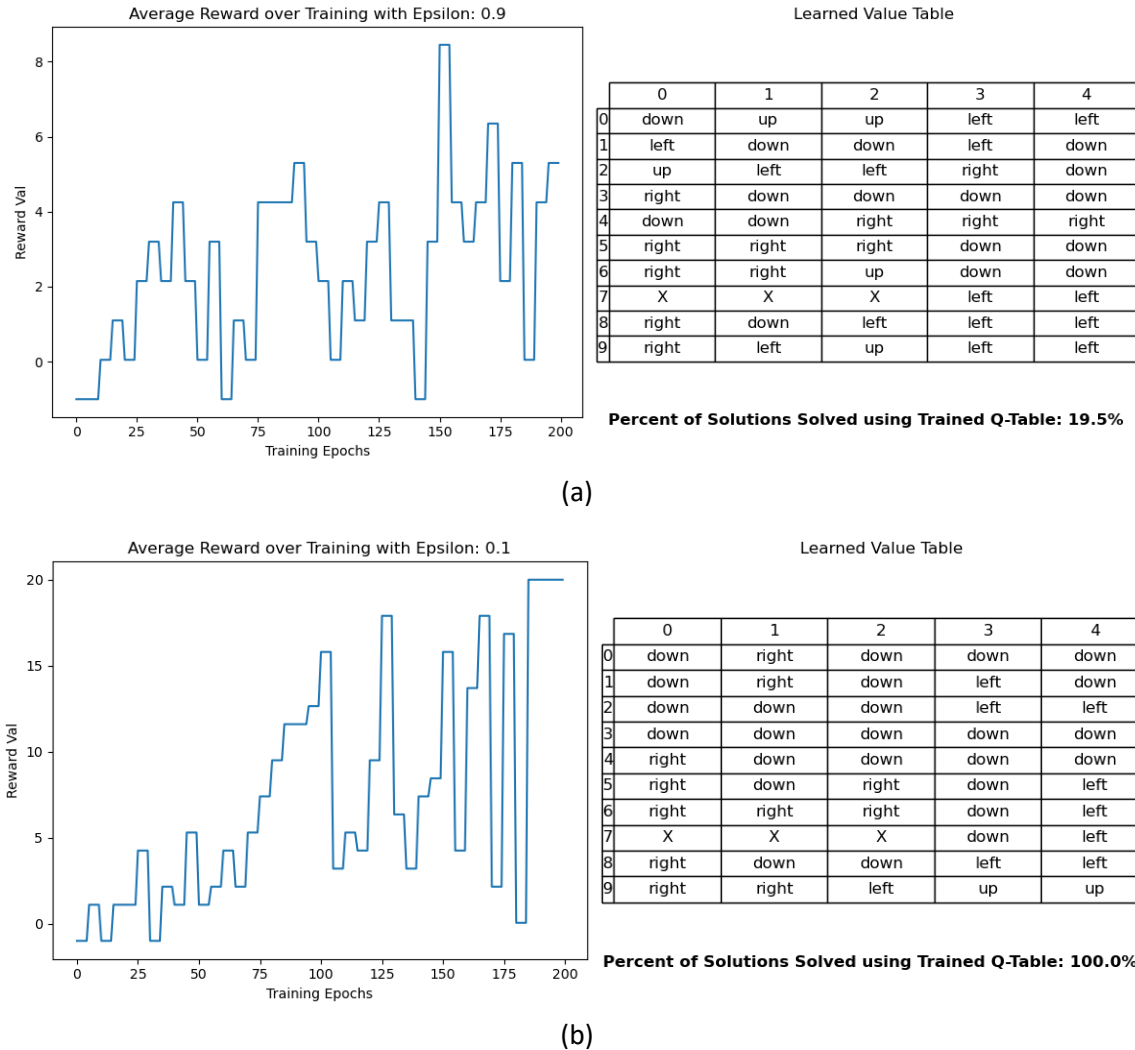 Average Reward over Training with Epsilon: 0.9
Reward Val
8
6
4
2
0
0 25 50 75 100 125 150 175 200
Training Epochs
Learned Value Table
0 1 2 3 4
0 down up up left left
1 left down down left down
2 up left left right down
3 right down down down down
4 down down right right right
5 right right right down down
6 right right up down down
7 X X X left left
8 right down left left left
9 right left up left left
Percent of Solutions Solved using Trained Q-Table: 19.5%
(a)
Average Reward over Training with Epsilon: 0.1
Reward Val
20
15
10
5
0
0 25 50 75 100 125 150 175 200
Training Epochs
Learned Value Table
0 1 2 3 4
0 down right down down down
1 down right down left down
2 down down down left left
3 down down down down down
4 right down down down down
5 right down right down left
6 right right right down left
7 X X X down left
8 right down down left left
9 right right left up up
Percent of Solutions Solved using Trained Q-Table: 100.0%
(b)